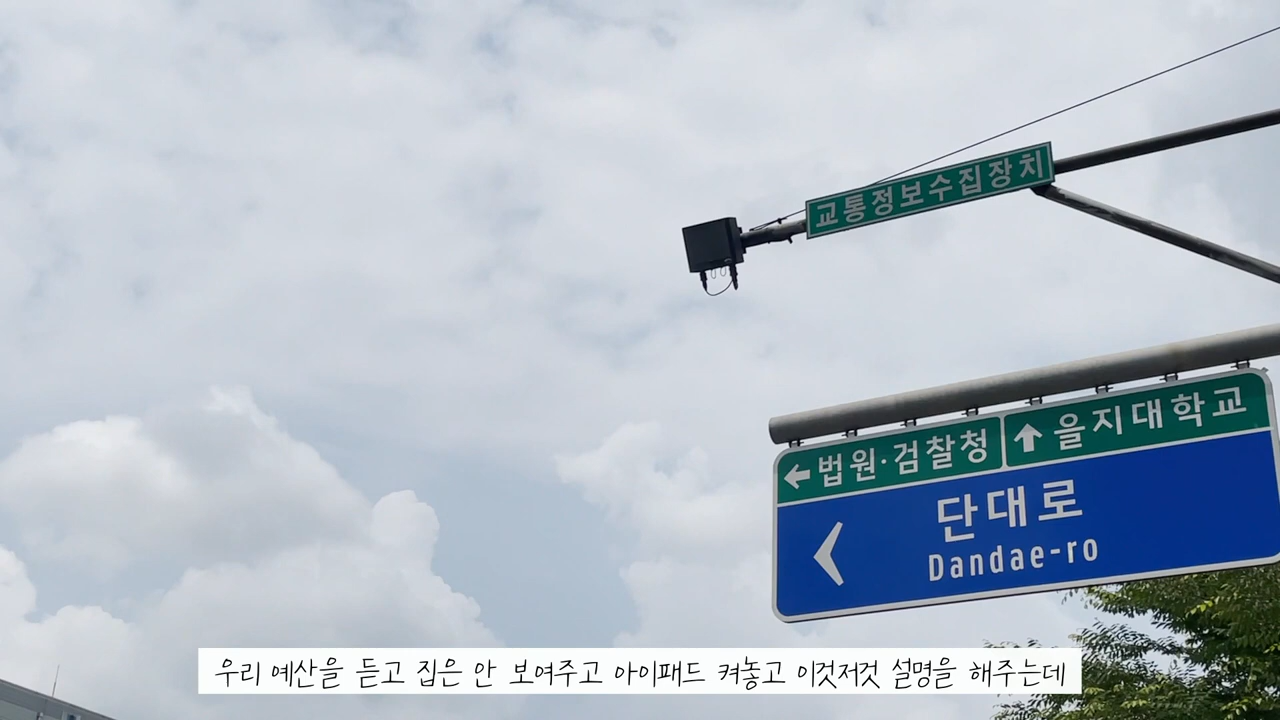 교통정보수집장치
법원·검찰청
을지대학교
단대로
Dandae-ro
우리 예산을 듣고 집은 안 보여주고 아이패드 켜놓고 이것저것 설명을 해주는데